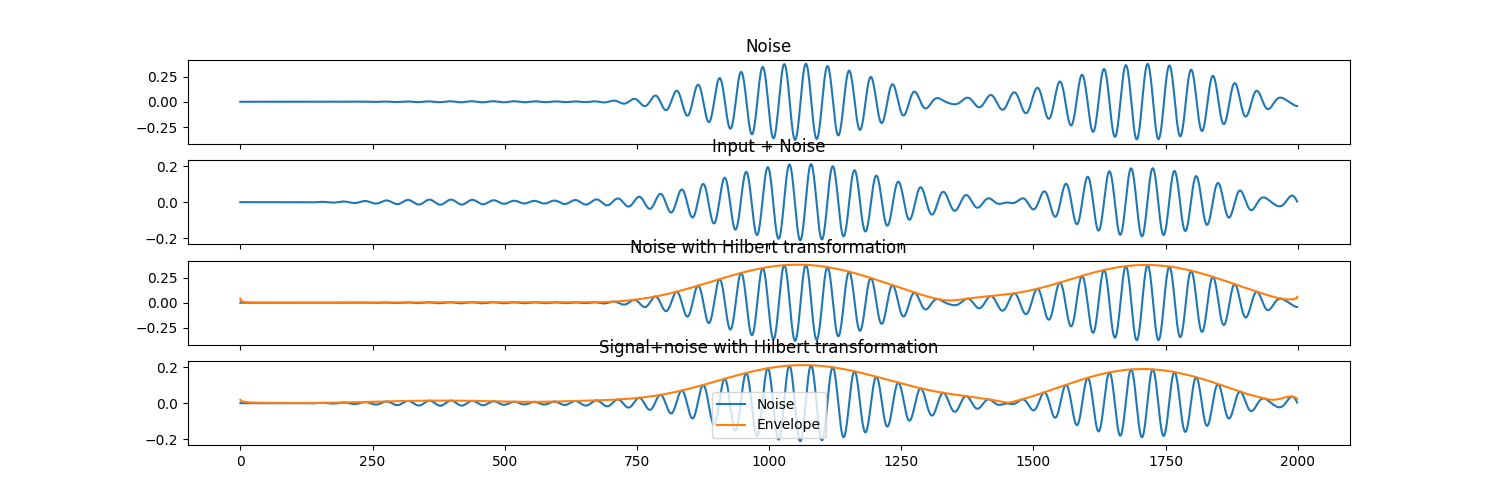 Noise
0.25
0.00
−0.25
Input + Noise
0.2
0.0
−0.2
Noise with Hilbert transformation
0.25
0.00
−0.25
Signal+noise with Hilbert transformation
0.2
0.0
−0.2
Noise
Envelope
0 250 500 750 1000 1250 1500 1750 2000